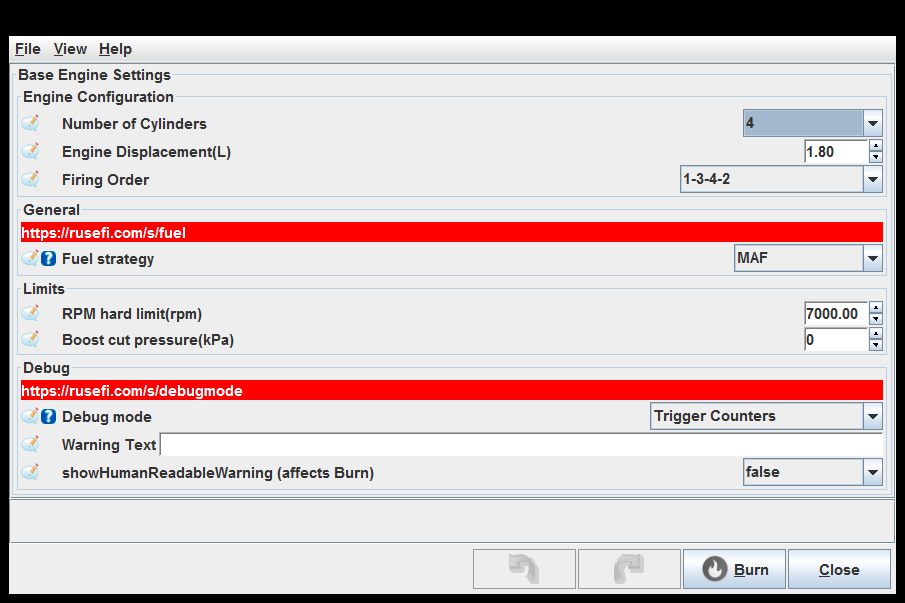 File View Help
Base Engine Settings
Engine Configuration
Number of Cylinders 4
Engine Displacement(L) 1.80
Firing Order 1-3-4-2
General
https://rusefi.com/s/fuel
? Fuel strategy MAF
Limits
RPM hard limit(rpm) 7000.00
Boost cut pressure(kPa) 0
Debug
https://rusefi.com/s/debugmode
? Debug mode Trigger Counters
Warning Text
showHumanReadableWarning (affects Burn) false
Burn Close